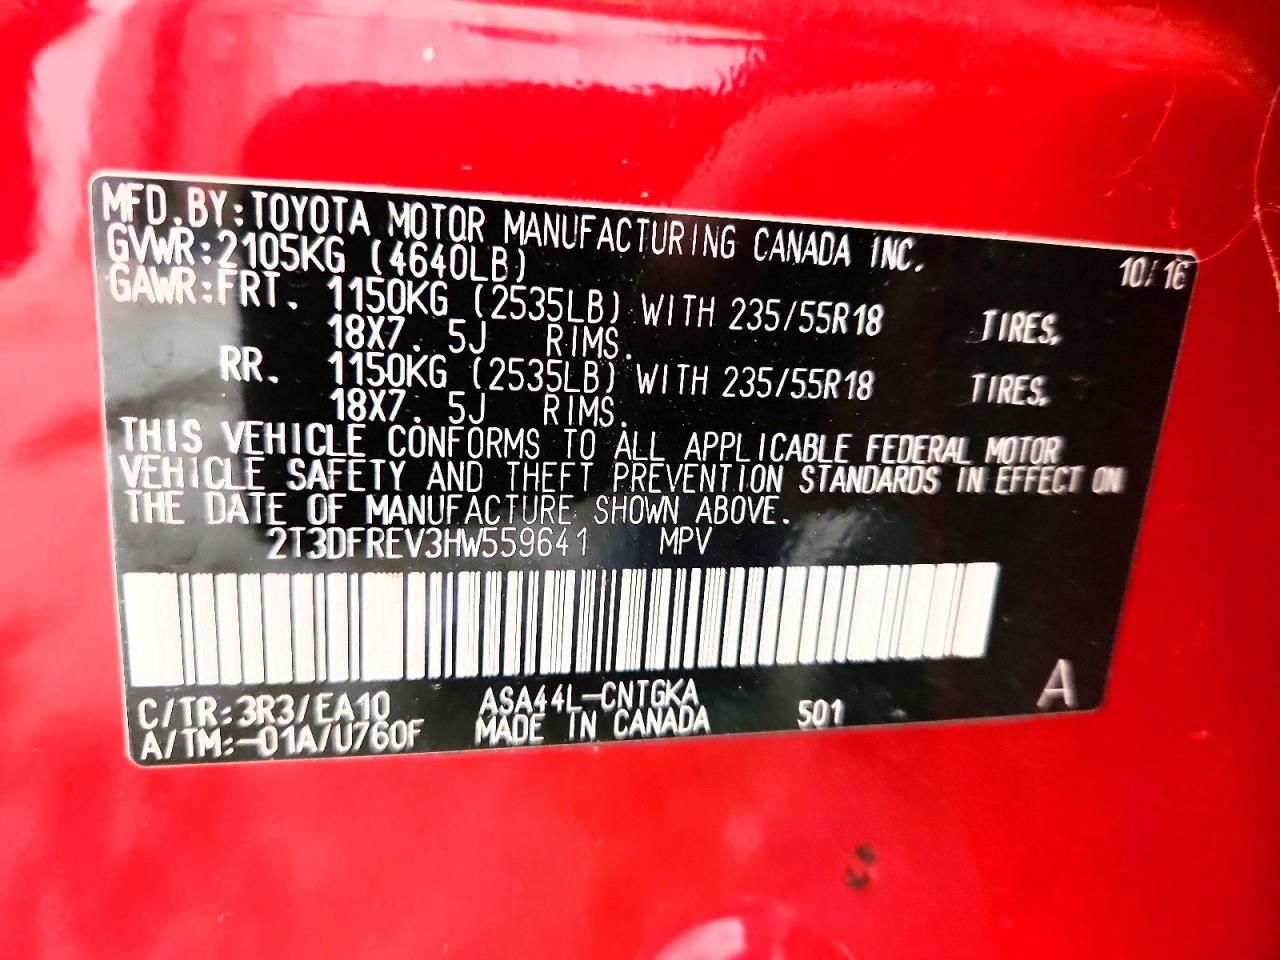 MFD.BY:TOYOTA MOTOR MANUFACTURING CANADA INC.
GVWR:2105KG (4640LB) 10/16
GAWR:FRT. 1150KG (2535LB) WITH 235/55R18 TIRES.
18X7. 5J RIMS.
RR. 1150KG (2535LB) WITH 235/55R18 TIRES.
18X7. 5J RIMS.
THIS VEHICLE CONFORMS TO ALL APPLICABLE FEDERAL MOTOR
VEHICLE SAFETY AND THEFT PREVENTION STANDARDS IN EFFECT ON
THE DATE OF MANUFACTURE SHOWN ABOVE.
2T3DFREV3HW559641 MPV
C/TR:3R3/EA10 ASA44L-CNTGKA
A/TM:-01A/U760F MADE IN CANADA 501 A